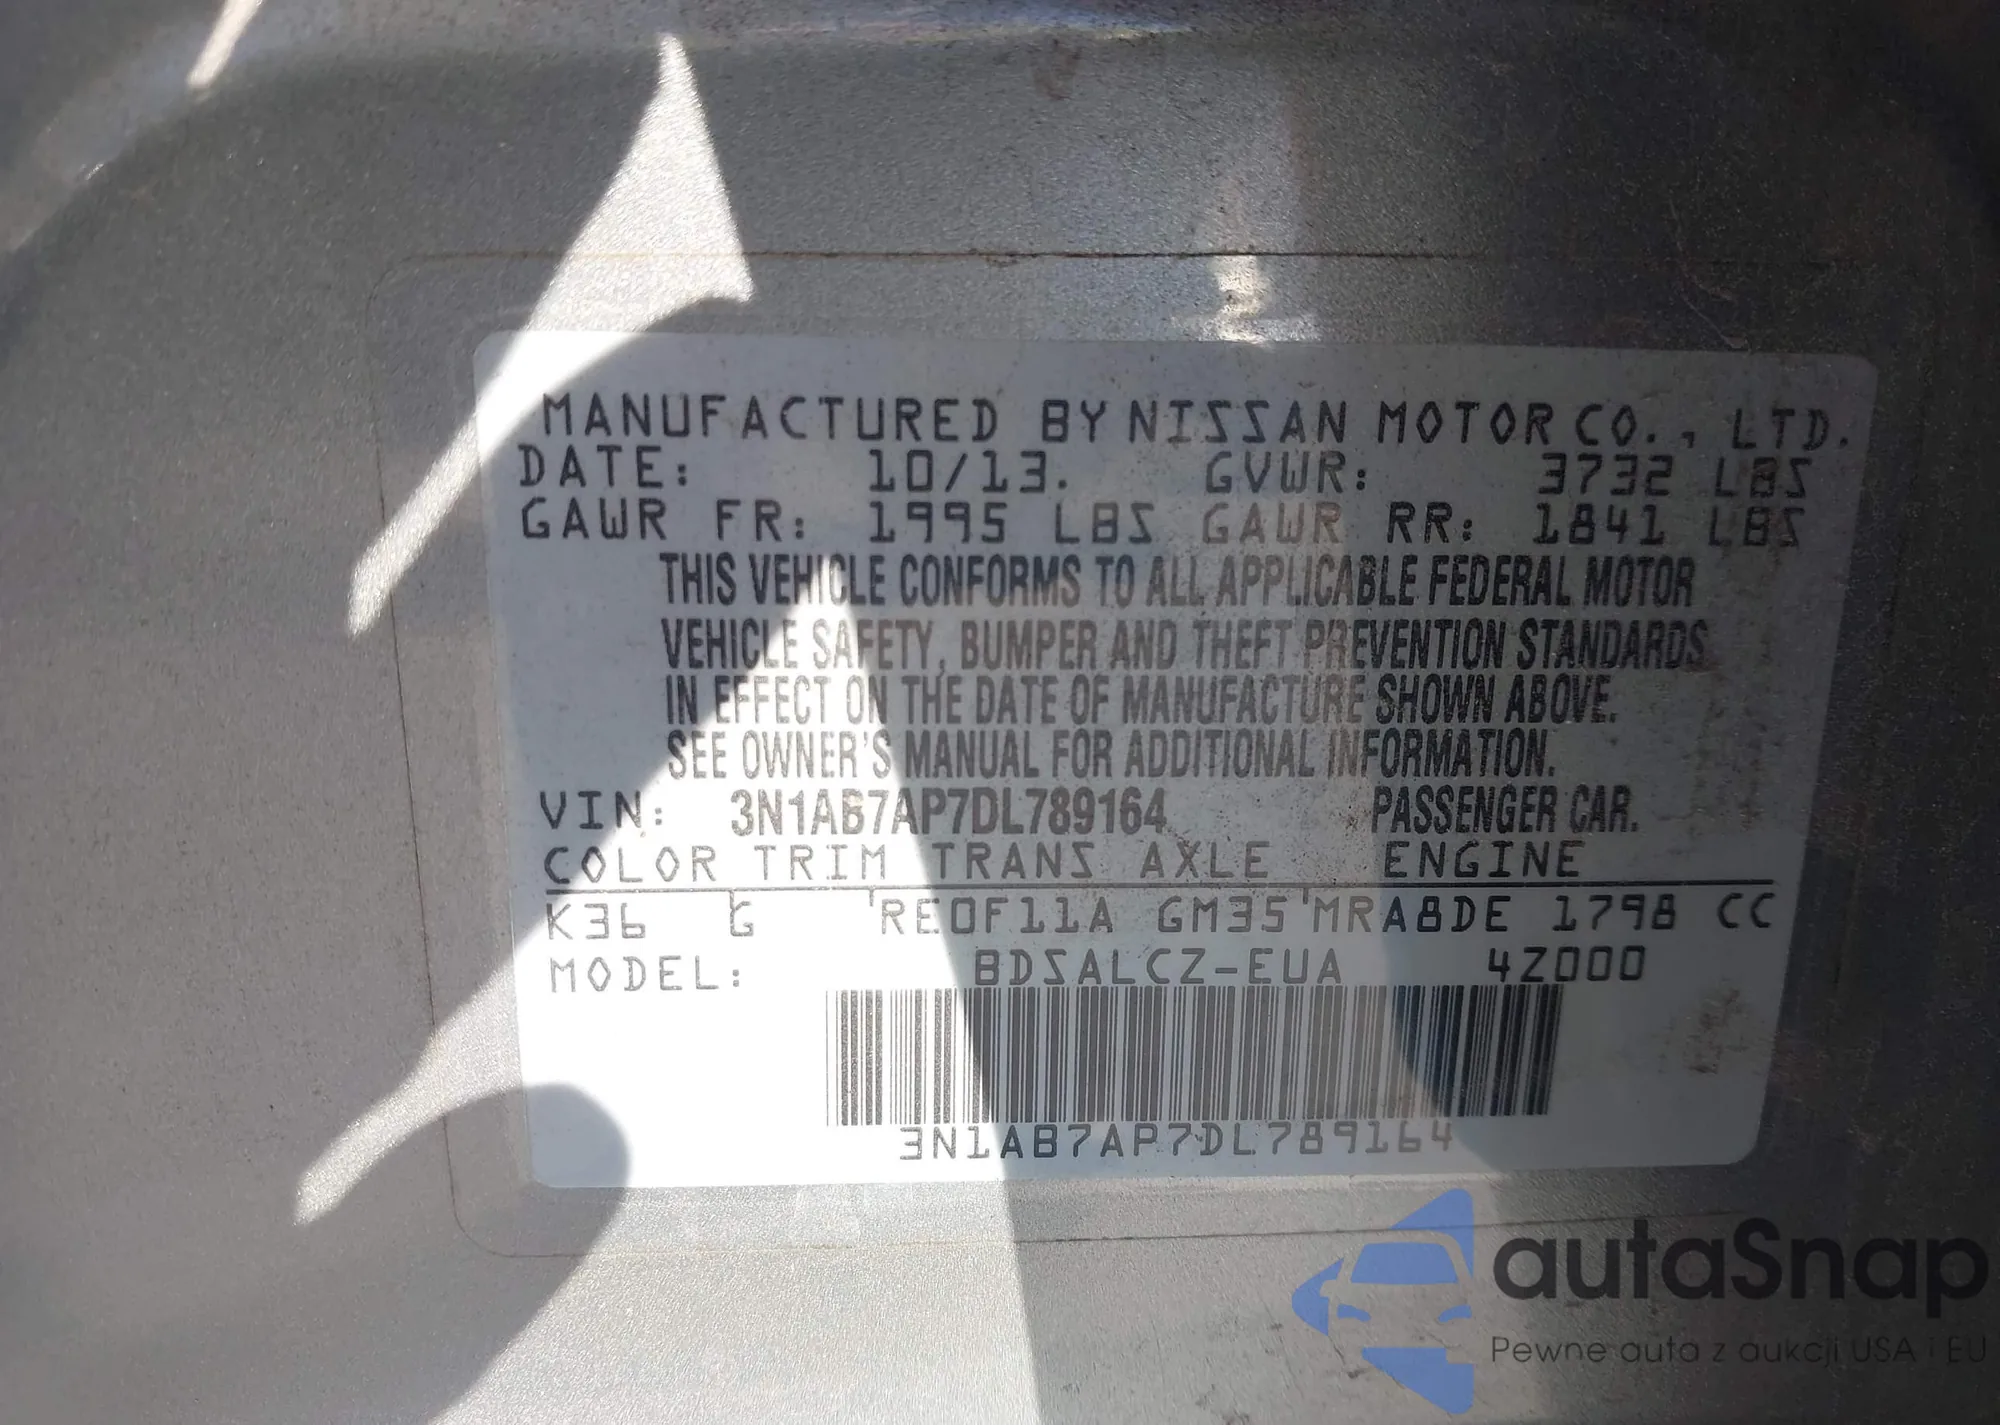 MANUFACTURED BY NISSAN MOTOR CO., LTD.
DATE: 10/13. GVWR: 3732 LBS
GAWR FR: 1995 LBS GAWR RR: 1841 LBS
THIS VEHICLE CONFORMS TO ALL APPLICABLE FEDERAL MOTOR
VEHICLE SAFETY, BUMPER AND THEFT PREVENTION STANDARDS
IN EFFECT ON THE DATE OF MANUFACTURE SHOWN ABOVE.
SEE OWNER'S MANUAL FOR ADDITIONAL INFORMATION.
VIN: 3N1AB7AP7DL789164 PASSENGER CAR.
COLOR TRIM TRANS AXLE ENGINE
K36 G RE0F11A GM35 MRA8DE 1798 CC
MODEL: BDSALCZ-EUA 4Z000
3N1AB7AP7DL789164
autaSnap
Pewne auta z aukcji USA i EU